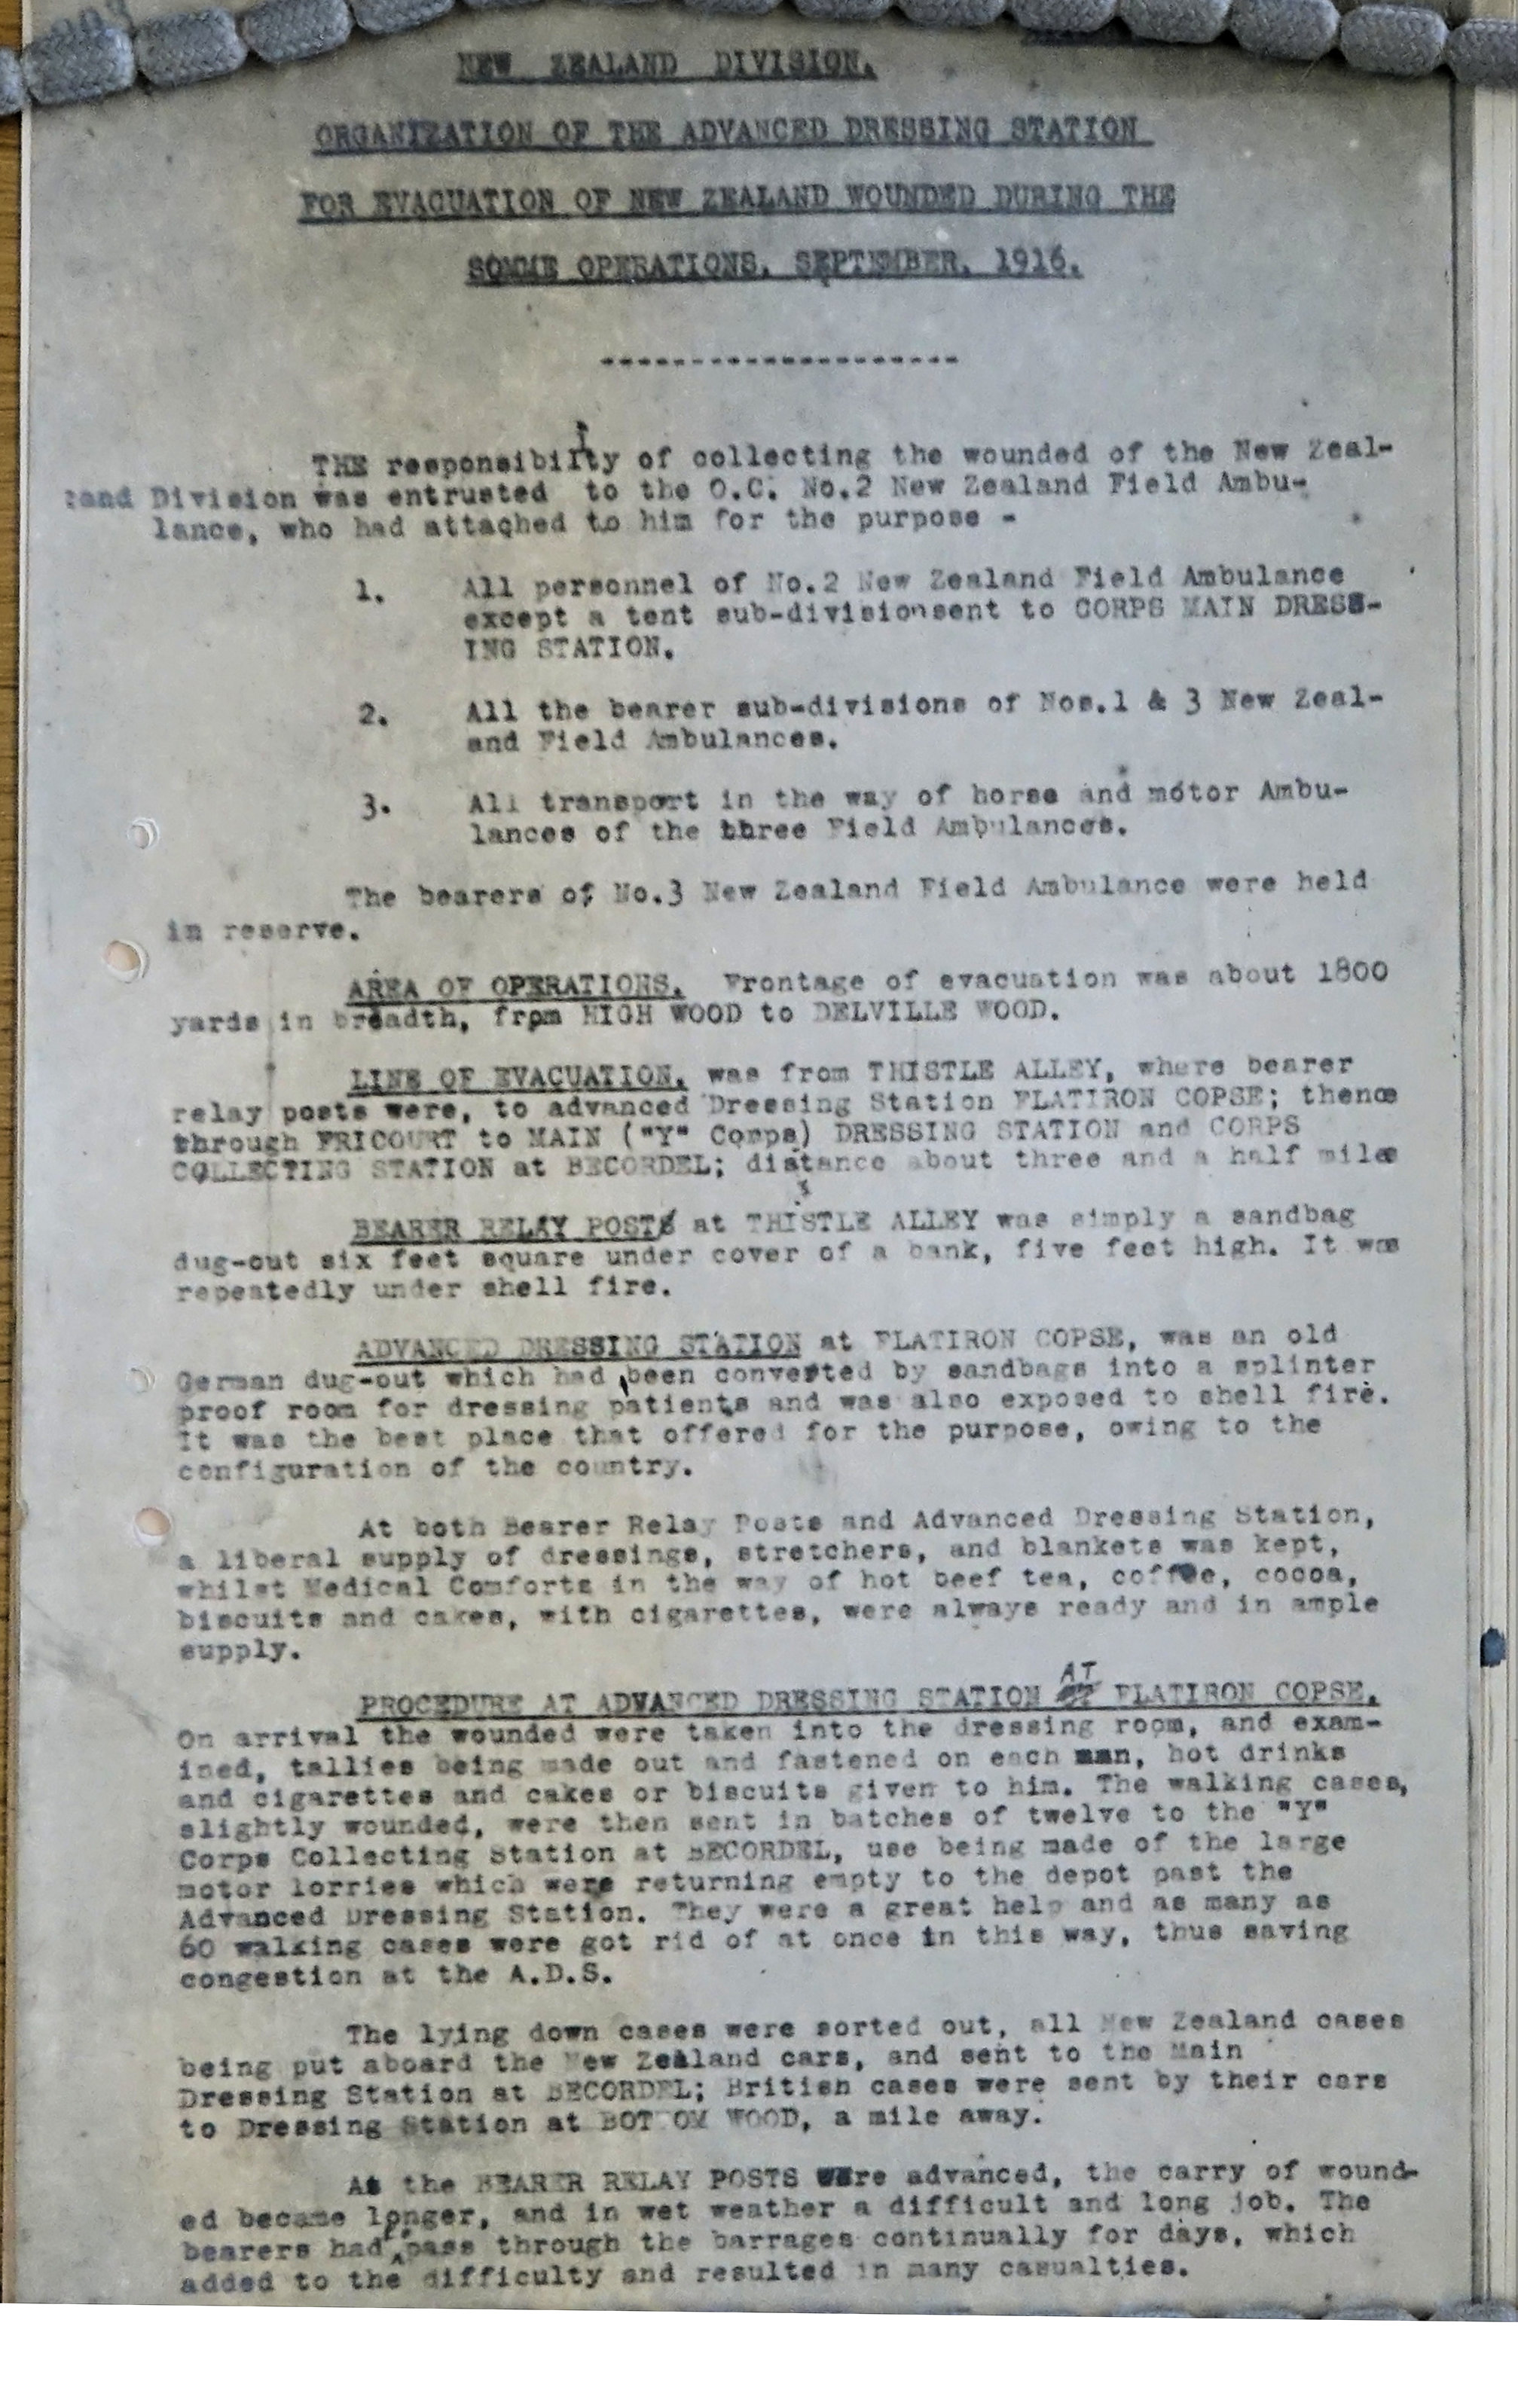 NEW ZEALAND DIVISION.
ORGANIZATION OF THE ADVANCED DRESSING STATION
FOR EVACUATION OF NEW ZEALAND WOUNDED DURING THE
SOMME OPERATIONS, SEPTEMBER, 1916.
--------------------
THE responsibility of collecting the wounded of the New Zeal-
:and Division was entrusted to the O.C. No.2 New Zealand Field Ambu-
lance, who had attached to him for the purpose -
1. All personnel of No.2 New Zealand Field Ambulance
except a tent sub-division sent to CORPS MAIN DRESS-
ING STATION.
2. All the bearer sub-divisions of Nos.1 & 3 New Zeal-
and Field Ambulances.
3. All transport in the way of horse and motor Ambu-
lances of the three Field Ambulances.
The bearers of No.3 New Zealand Field Ambulance were held
in reserve.
AREA OF OPERATIONS. Frontage of evacuation was about 1800
yards in breadth, from HIGH WOOD to DELVILLE WOOD.
LINE OF EVACUATION, was from THISTLE ALLEY, where bearer
relay posts were, to advanced Dressing Station FLATIRON COPSE; thence
through FRICOURT to MAIN ("Y" Corps) DRESSING STATION and CORPS
COLLECTING STATION at BECORDEL; distance about three and a half miles
BEARER RELAY POSTS at THISTLE ALLEY was simply a sandbag
dug-out six feet square under cover of a bank, five feet high. It was
repeatedly under shell fire.
ADVANCED DRESSING STATION at FLATIRON COPSE, was an old
German dug-out which had been converted by sandbags into a splinter
proof room for dressing patients and was also exposed to shell fire.
It was the best place that offered for the purpose, owing to the
configuration of the country.
At both Bearer Relay Posts and Advanced Dressing Station,
a liberal supply of dressings, stretchers, and blankets was kept,
whilst Medical Comforts in the way of hot beef tea, coffee, cocoa,
biscuits and cakes, with cigarettes, were always ready and in ample
supply.
PROCEDURE AT ADVANCED DRESSING STATION AT FLATIRON COPSE.
On arrival the wounded were taken into the dressing room, and exam-
ined, tallies being made out and fastened on each man, hot drinks
and cigarettes and cakes or biscuits given to him. The walking cases,
slightly wounded, were then sent in batches of twelve to the "Y"
Corps Collecting Station at BECORDEL, use being made of the large
motor lorries which were returning empty to the depot past the
Advanced Dressing Station. They were a great help and as many as
60 walking cases were got rid of at once in this way, thus saving
congestion at the A.D.S.
The lying down cases were sorted out, all New Zealand cases
being put aboard the New Zealand cars, and sent to the Main
Dressing Station at BECORDEL; British cases were sent by their cars
to Dressing Station at BOTTOM WOOD, a mile away.
As the BEARER RELAY POSTS were advanced, the carry of wound-
ed became longer, and in wet weather a difficult and long job. The
bearers had to pass through the barrages continually for days, which
added to the difficulty and resulted in many casualties.